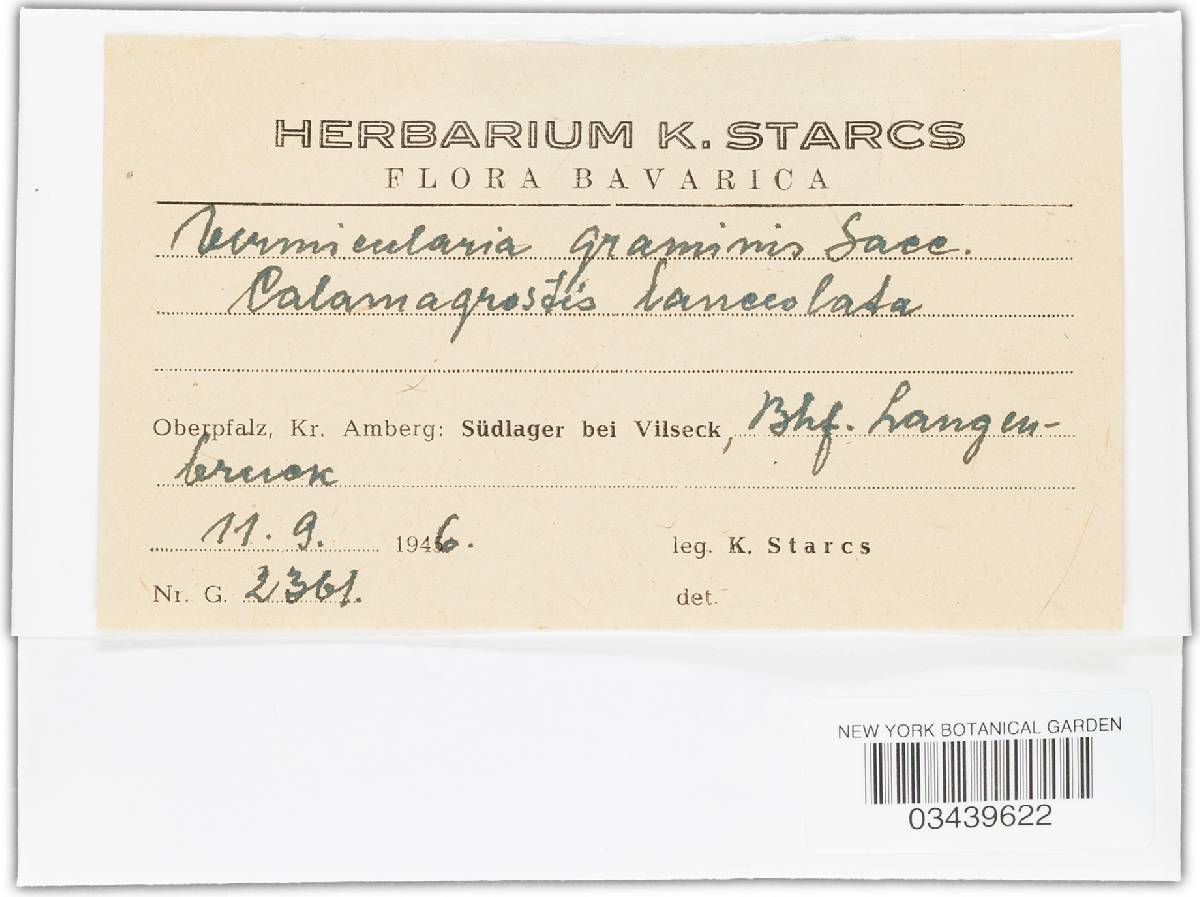 HERBARIUM K. STARCS
FLORA BAVARICA
Vermicularia graminis Sacc.
Calamagrostis lanceolata
Oberpfalz, Kr. Amberg: Südlager bei Vilseck, Bhf. Langen-
bruck
11. 9. 1946. leg. K. Starcs
Nr. G. 2361. det.
NEW YORK BOTANICAL GARDEN
03439622